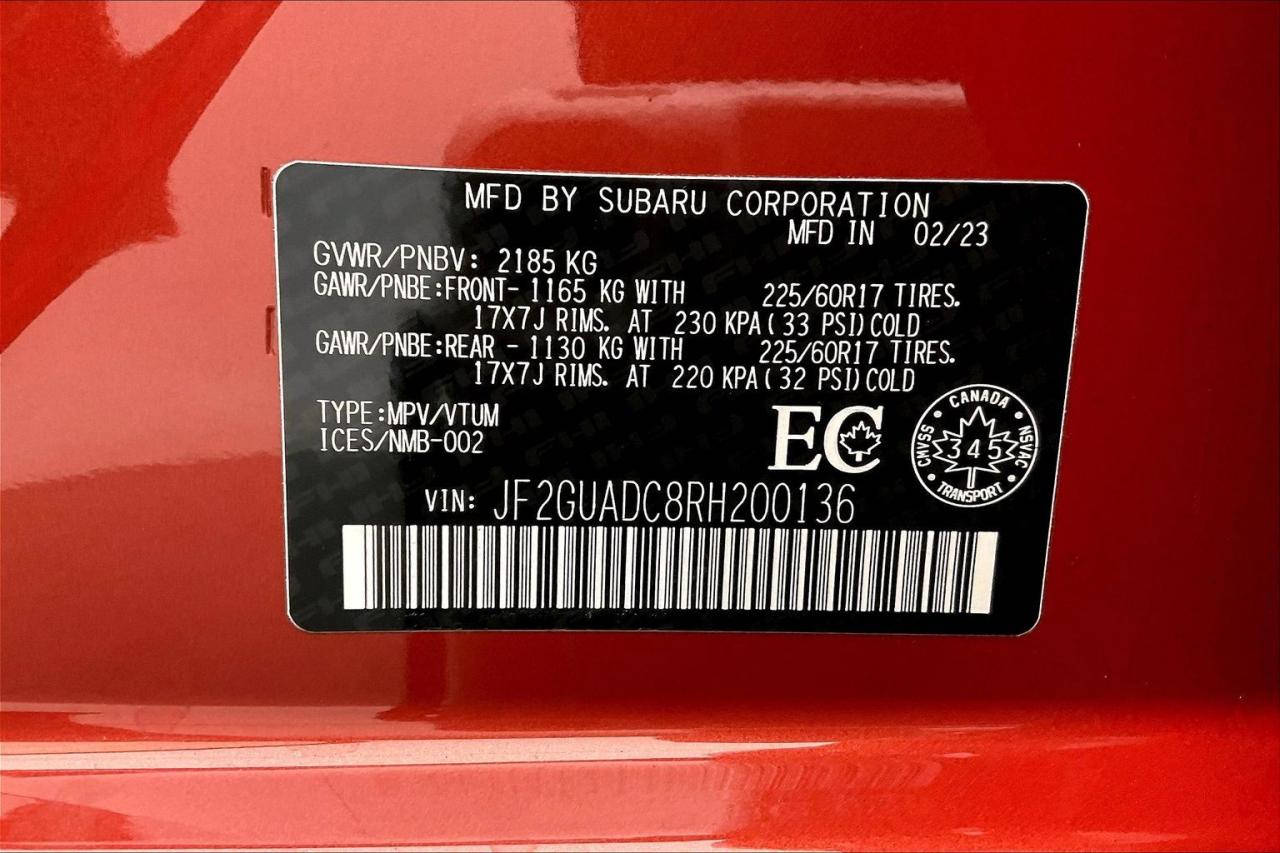 MFD BY SUBARU CORPORATION
MFD IN 02/23
GVWR/PNBV: 2185 KG
GAWR/PNBE:FRONT- 1165 KG WITH 225/60R17 TIRES.
17X7J RIMS. AT 230 KPA(33 PSI)COLD
GAWR/PNBE:REAR - 1130 KG WITH 225/60R17 TIRES.
17X7J RIMS. AT 220 KPA(32 PSI)COLD
TYPE:MPV/VTUM
ICES/NMB-002
EC
CANADA
CMVSS 345 NSVAC
TRANSPORT
VIN: JF2GUADC8RH200136